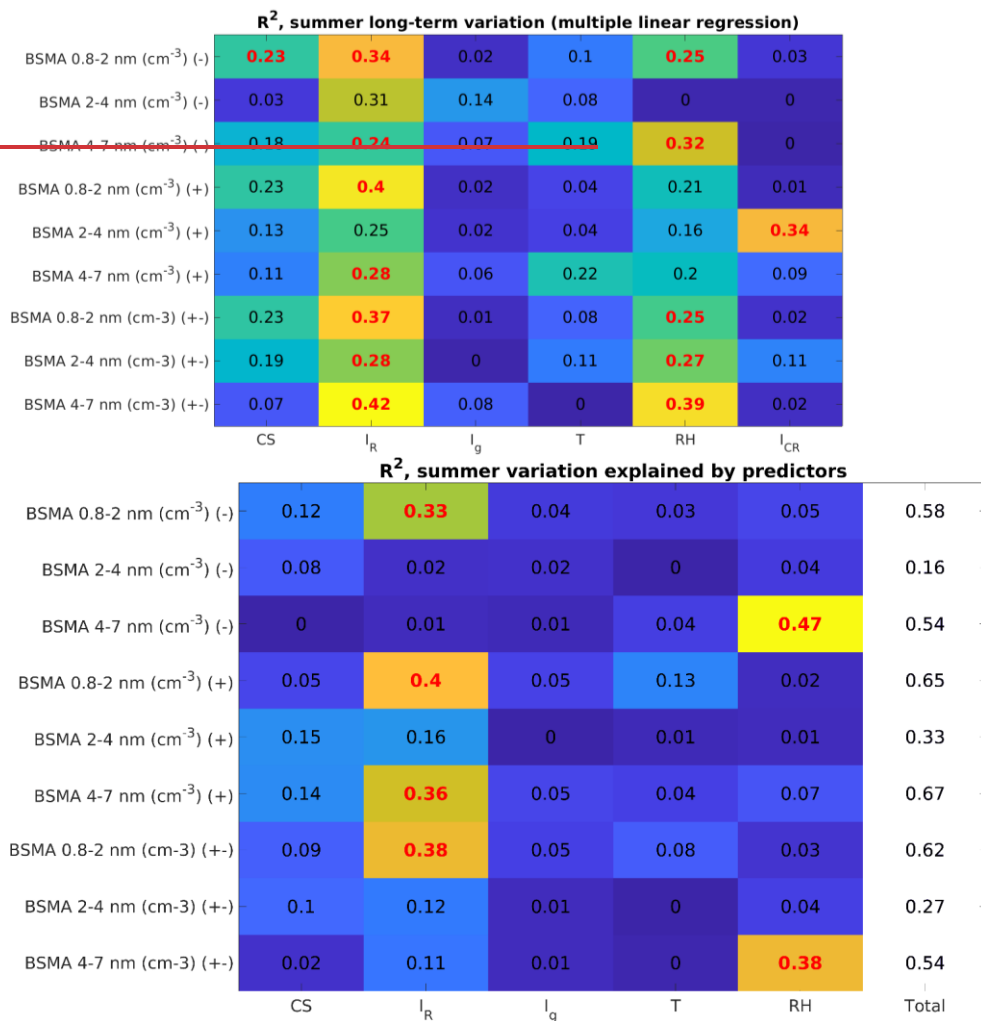 R², summer long-term variation (multiple linear regression)
BSMA 0.8-2 nm (cm⁻³) (-) 0.23 0.34 0.02 0.1 0.25 0.03
BSMA 2-4 nm (cm⁻³) (-) 0.03 0.31 0.14 0.08 0 0
BSMA 4-7 nm (cm⁻³) (-) 0.18 0.24 0.07 0.19 0.32 0
BSMA 0.8-2 nm (cm⁻³) (+) 0.23 0.4 0.02 0.04 0.21 0.01
BSMA 2-4 nm (cm⁻³) (+) 0.13 0.25 0.02 0.04 0.16 0.34
BSMA 4-7 nm (cm⁻³) (+) 0.11 0.28 0.06 0.22 0.2 0.09
BSMA 0.8-2 nm (cm-3) (+-) 0.23 0.37 0.01 0.08 0.25 0.02
BSMA 2-4 nm (cm-3) (+-) 0.19 0.28 0 0.11 0.27 0.11
BSMA 4-7 nm (cm-3) (+-) 0.07 0.42 0.08 0 0.39 0.02
CS I_R I_g T RH I_CR
R², summer variation explained by predictors
BSMA 0.8-2 nm (cm⁻³) (-) 0.12 0.33 0.04 0.03 0.05 0.58
BSMA 2-4 nm (cm⁻³) (-) 0.08 0.02 0.02 0 0.04 0.16
BSMA 4-7 nm (cm⁻³) (-) 0 0.01 0.01 0.04 0.47 0.54
BSMA 0.8-2 nm (cm⁻³) (+) 0.05 0.4 0.05 0.13 0.02 0.65
BSMA 2-4 nm (cm⁻³) (+) 0.15 0.16 0 0.01 0.01 0.33
BSMA 4-7 nm (cm⁻³) (+) 0.14 0.36 0.05 0.04 0.07 0.67
BSMA 0.8-2 nm (cm-3) (+-) 0.09 0.38 0.05 0.08 0.03 0.62
BSMA 2-4 nm (cm-3) (+-) 0.1 0.12 0.01 0 0.04 0.27
BSMA 4-7 nm (cm-3) (+-) 0.02 0.11 0.01 0 0.38 0.54
CS I_R I_g T RH Total